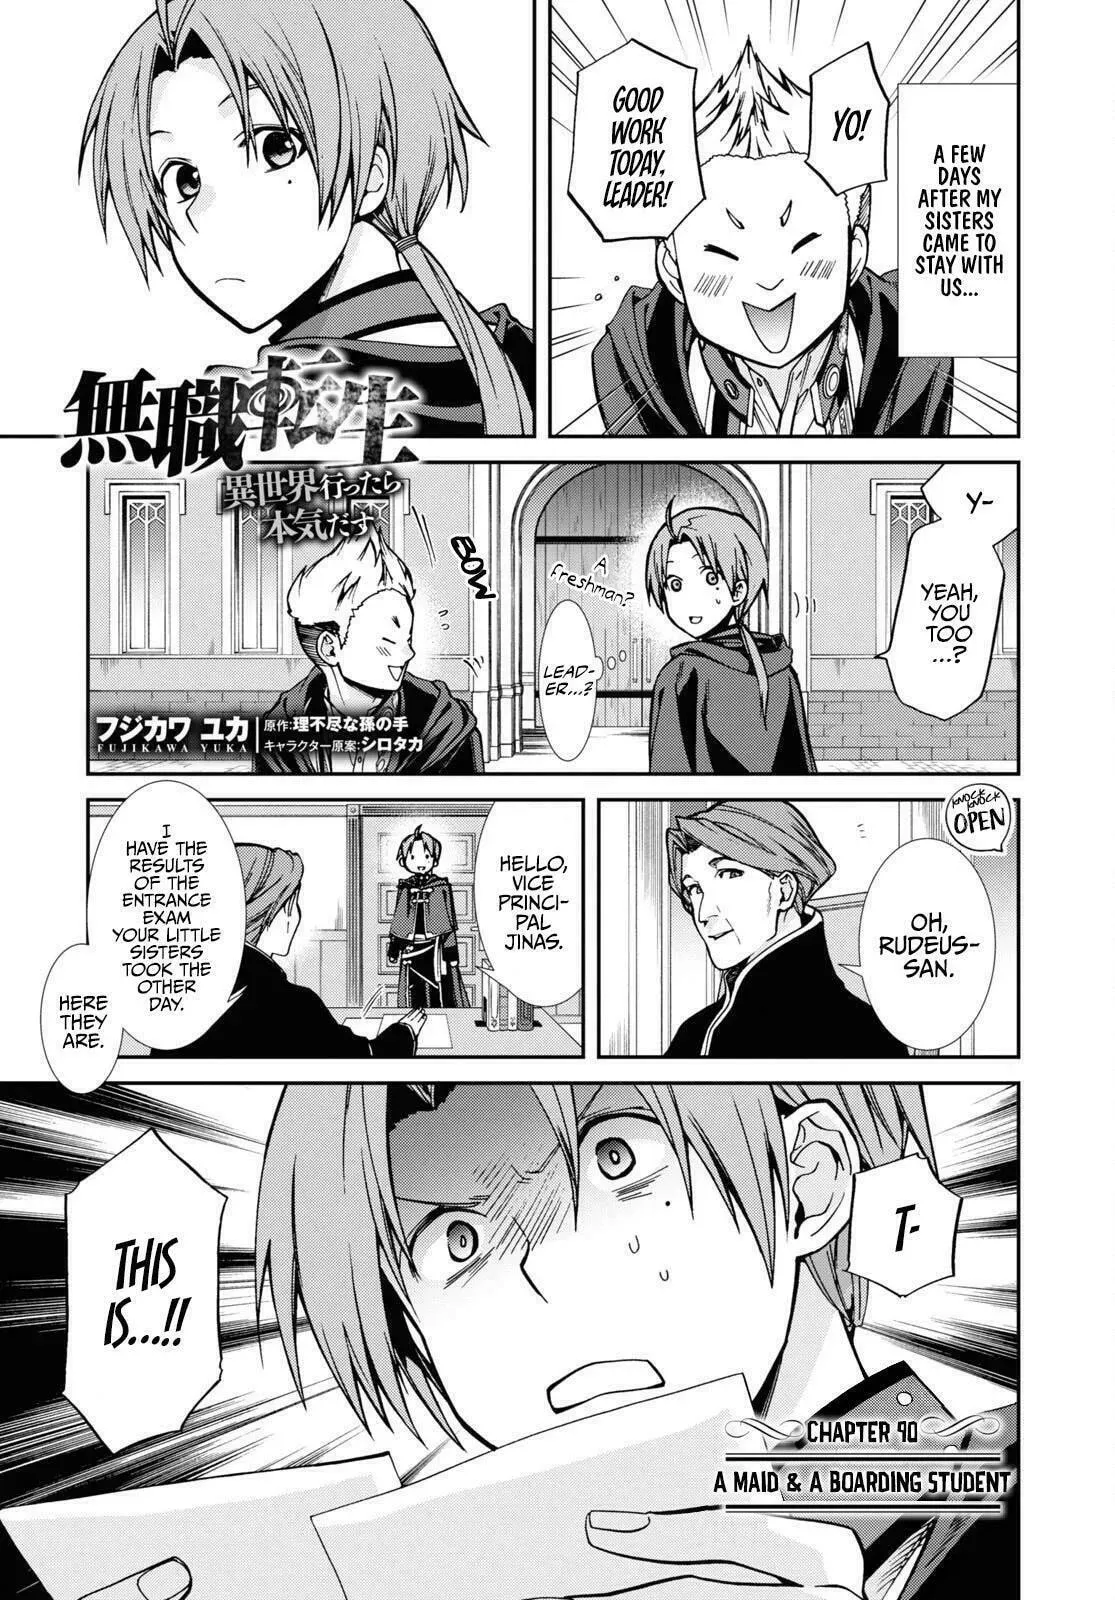 A FEW
DAYS
AFTER MY
SISTERS
CAME TO
STAY WITH
US...
YO!
GOOD
WORK
TODAY,
LEADER!
無職転生
異世界行ったら
本気だす
Y-
YEAH,
YOU
TOO
...?
A
freshman?
LEAD-
ER...?
BOW
フジカワ ユカ
FUJIKAWA YUKA
原作:理不尽な孫の手
キャラクター原案:シロタカ
KNOCK
KNOCK
OPEN
OH,
RUDEUS-
SAN.
HELLO,
VICE
PRINCI-
PAL
JINAS.
I
HAVE THE
RESULTS
OF THE
ENTRANCE
EXAM
YOUR LITTLE
SISTERS
TOOK THE
OTHER
DAY.
HERE
THEY
ARE.
T-
THIS
IS...!!
CHAPTER 90
A MAID & A BOARDING STUDENT